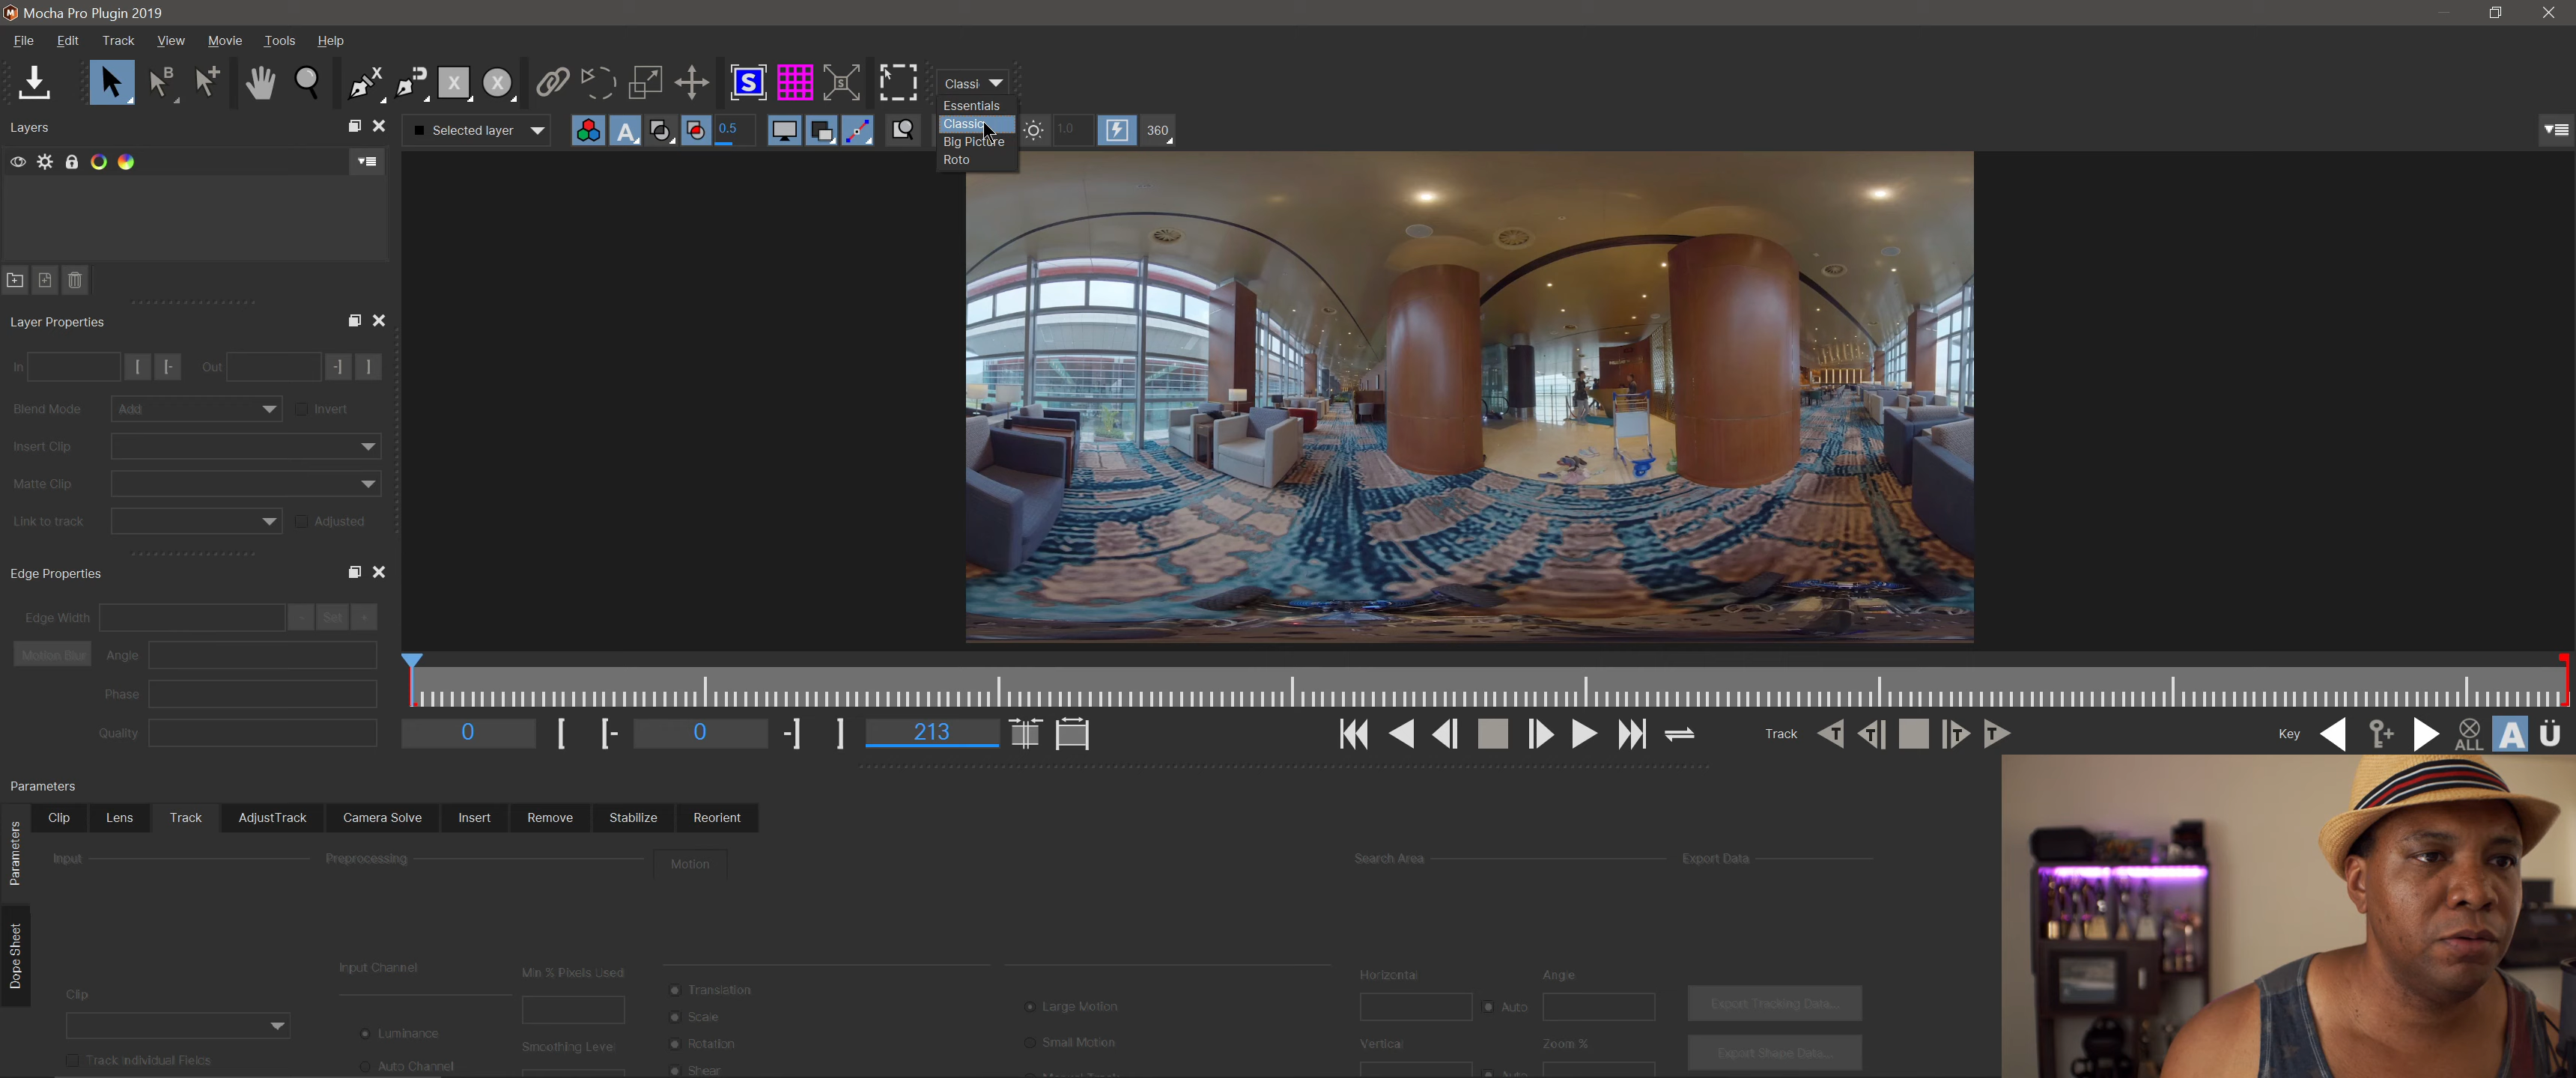 Mocha Pro Plugin 2019
File Edit Track View Movie Tools Help
Classi
Essentials
Classic
Big Picture
Roto
Layers
Selected layer
0.5
1.0
360
Layer Properties
In [ [- Out -] ]
Blend Mode Add Invert
Insert Clip
Matte Clip
Link to track Adjusted
Edge Properties
Edge Width - Set +
Motion Blur Angle
Phase
Quality
0 [ [- 0 -] ] 213
Track
Key
ALL
A Ü
Parameters
Clip Lens Track AdjustTrack Camera Solve Insert Remove Stabilize Reorient
Parameters
Dope Sheet
Input Preprocessing Motion Search Area Export Data
Input Channel Min % Pixels Used Horizontal Angle
Clip Translation
Large Motion Auto Export Tracking Data...
Scale
Luminance Rotation Small Motion Vertical Zoom %
Smoothing Level Export Shape Data...
Track Individual Fields Auto Channel Shear Manual Track Auto